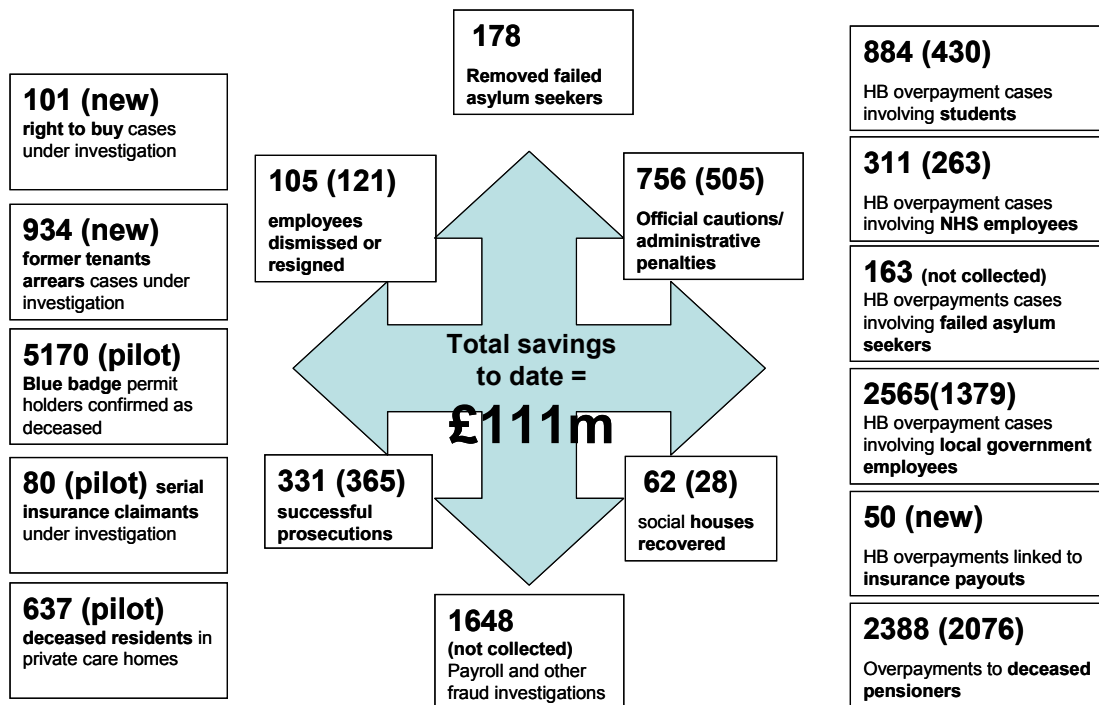 178
Removed failed
asylum seekers
101 (new)
right to buy cases
under investigation
934 (new)
former tenants
arrears cases under
investigation
5170 (pilot)
Blue badge permit
holders confirmed as
deceased
80 (pilot) serial
insurance claimants
under investigation
637 (pilot)
deceased residents in
private care homes
105 (121)
employees
dismissed or
resigned
756 (505)
Official cautions/
administrative
penalties
Total savings
to date =
£111m
331 (365)
successful
prosecutions
62 (28)
social houses
recovered
1648
(not collected)
Payroll and other
fraud investigations
884 (430)
HB overpayment cases
involving students
311 (263)
HB overpayment cases
involving NHS employees
163 (not collected)
HB overpayments cases
involving failed asylum
seekers
2565(1379)
HB overpayment cases
involving local government
employees
50 (new)
HB overpayments linked to
insurance payouts
2388 (2076)
Overpayments to deceased
pensioners